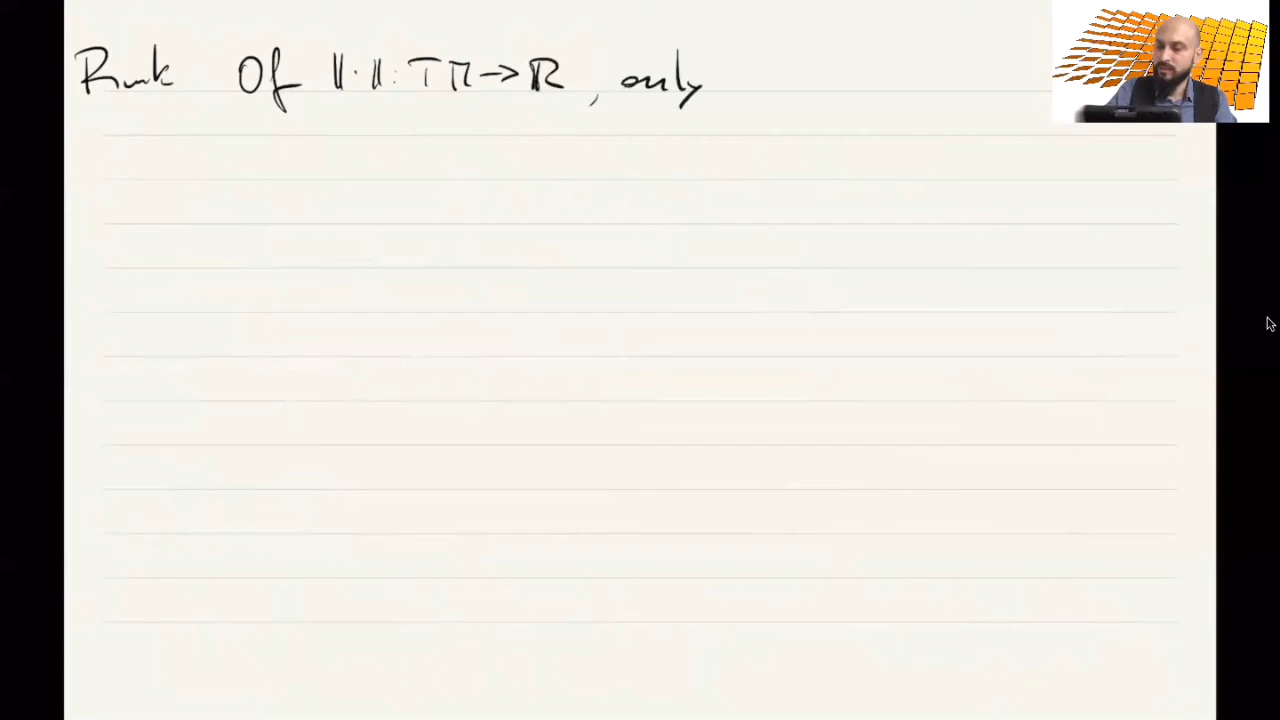 Rmk Of ‖·‖: TM → ℝ, only